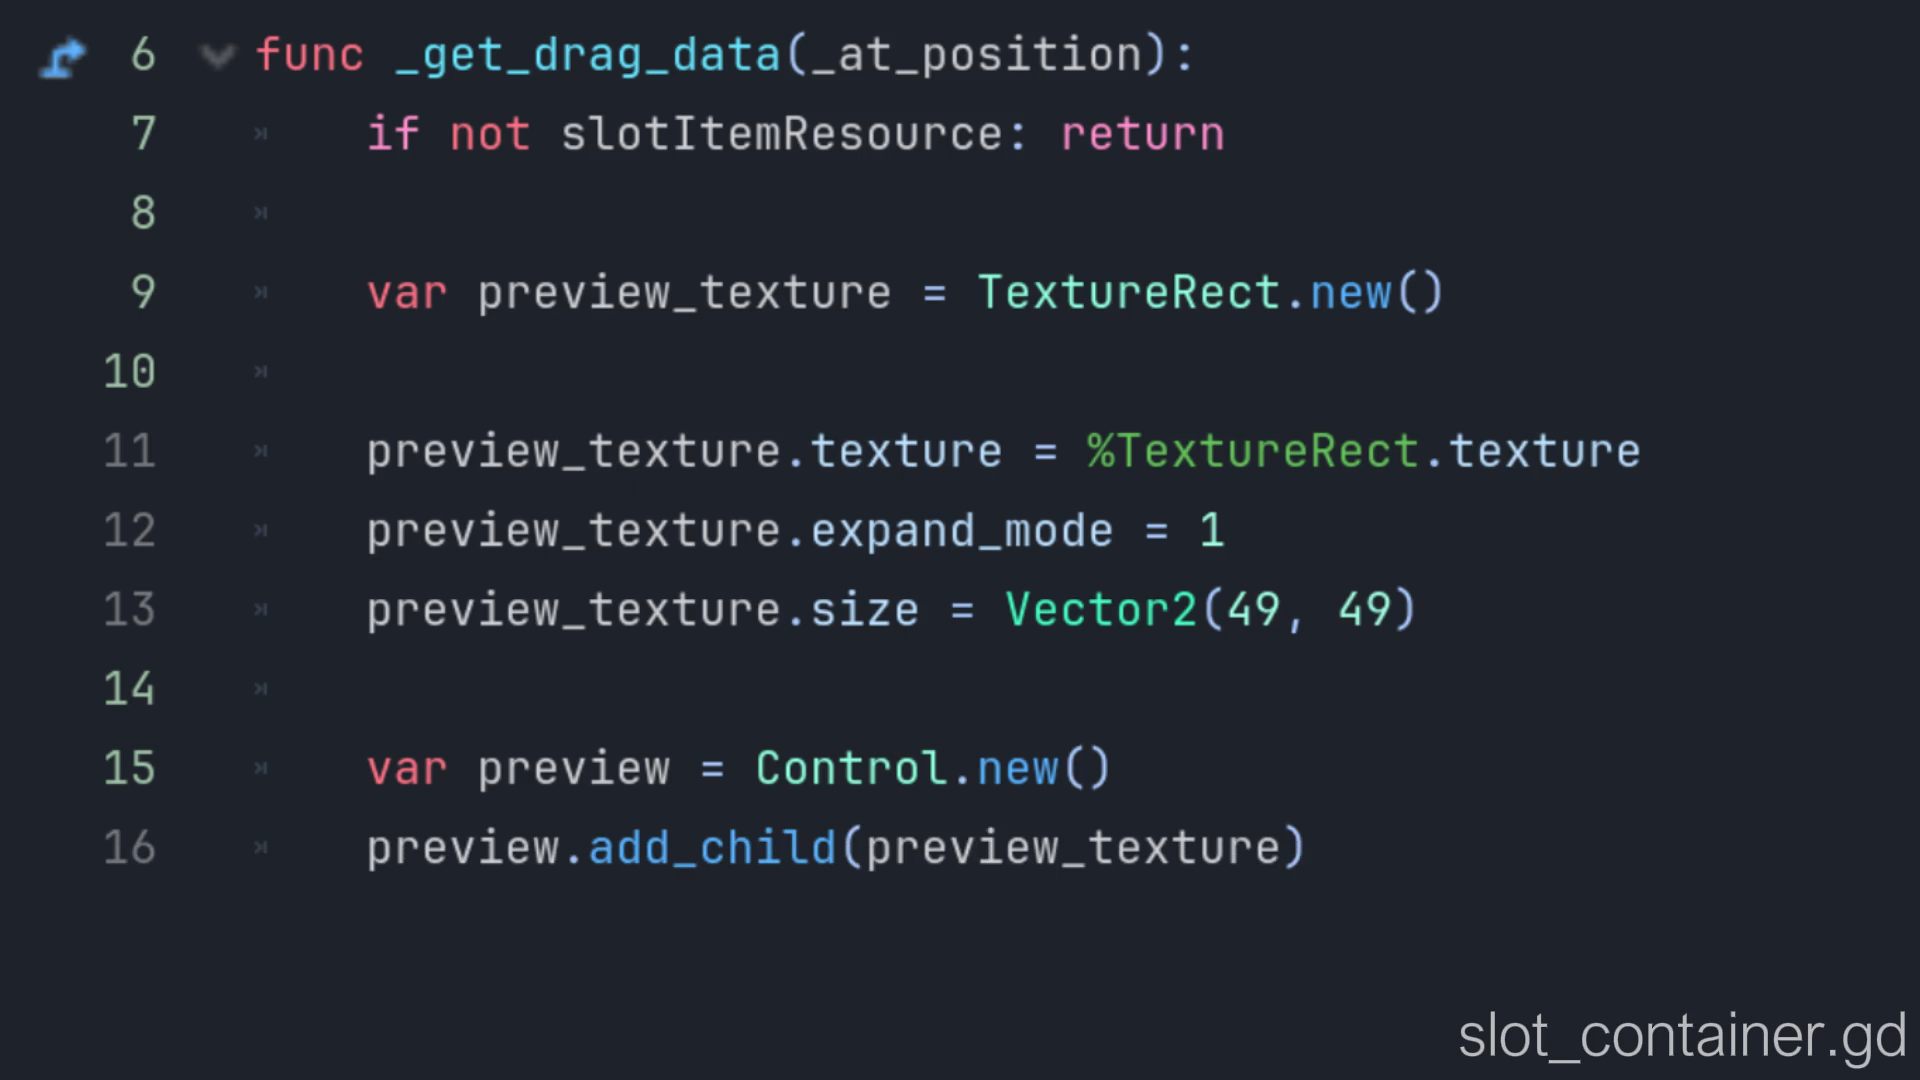 6 func _get_drag_data(_at_position):
7 if not slotItemResource: return
8
9 var preview_texture = TextureRect.new()
10
11 preview_texture.texture = %TextureRect.texture
12 preview_texture.expand_mode = 1
13 preview_texture.size = Vector2(49, 49)
14
15 var preview = Control.new()
16 preview.add_child(preview_texture)
slot_container.gd